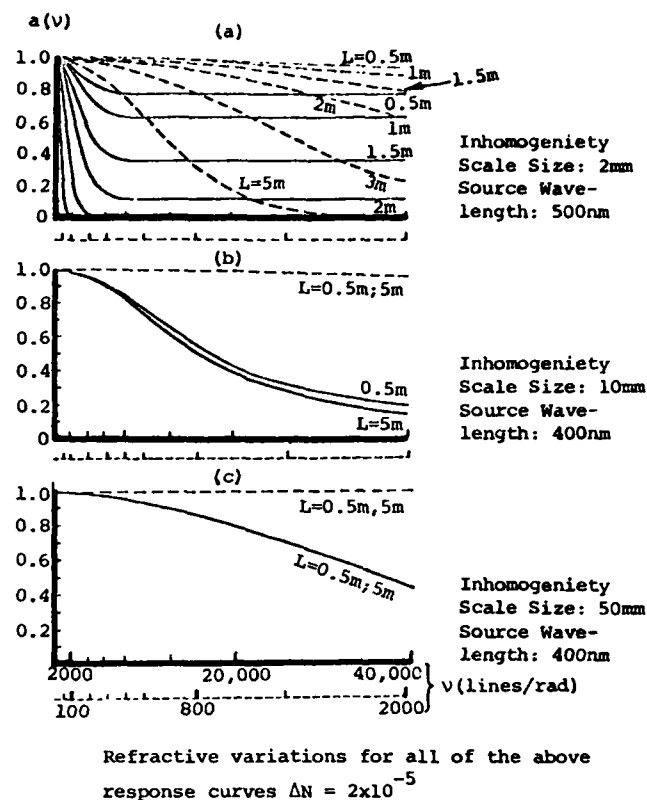 a(ν)
(a)
1.0
0.8
0.6
0.4
0.2
0
L=0.5m
1m
1.5m
2m
0.5m
1m
1.5m
3m
L=5m
2m
Inhomogeniety
Scale Size: 2mm
Source Wave-
length: 500nm
(b)
1.0
0.8
0.6
0.4
0.2
0
L=0.5m;5m
0.5m
L=5m
Inhomogeniety
Scale Size: 10mm
Source Wave-
length: 400nm
(c)
1.0
0.8
0.6
0.4
0.2
L=0.5m,5m
L=0.5m;5m
Inhomogeniety
Scale Size: 50mm
Source Wave-
length: 400nm
2000 20,000 40,000
ν(lines/rad)
100 800 2000
Refractive variations for all of the above
response curves ΔN = 2x10⁻⁵